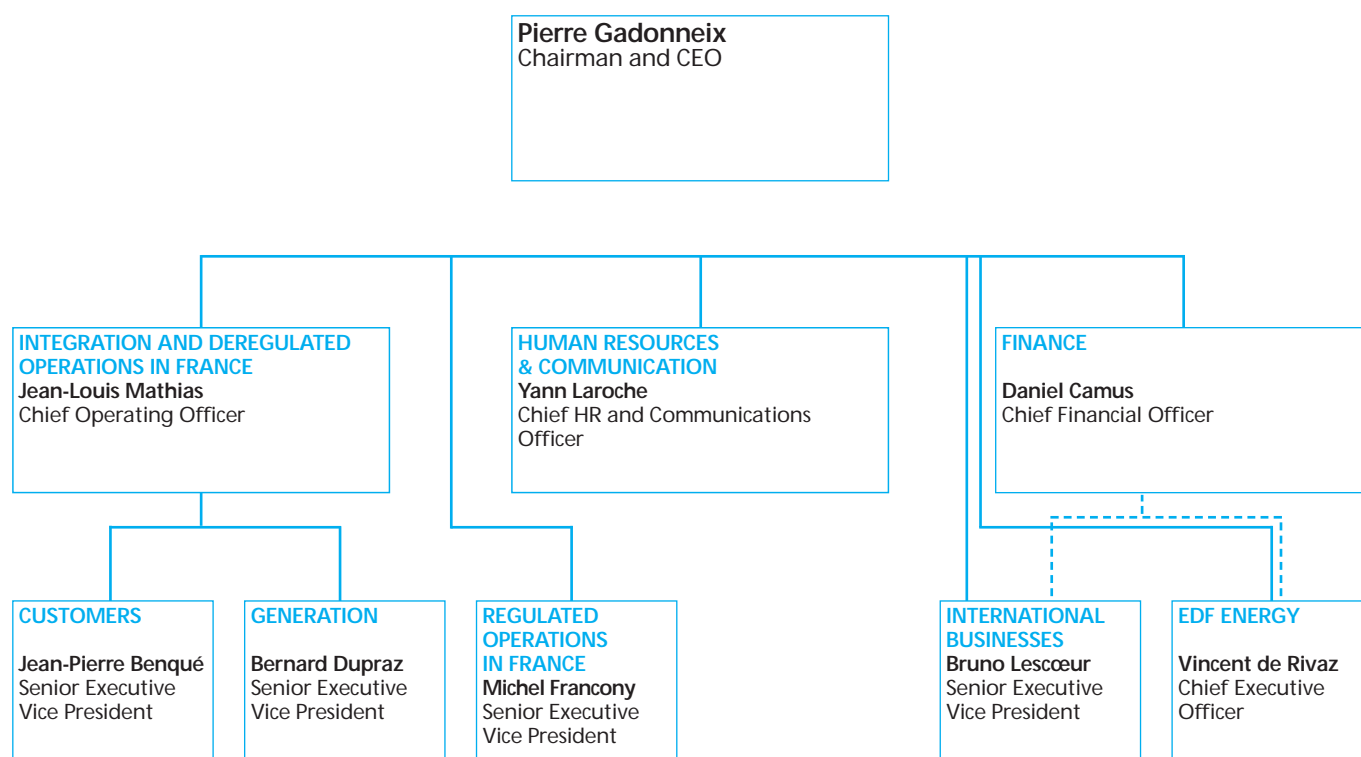 Pierre Gadonneix
Chairman and CEO
INTEGRATION AND DEREGULATED
OPERATIONS IN FRANCE
Jean-Louis Mathias
Chief Operating Officer
HUMAN RESOURCES
& COMMUNICATION
Yann Laroche
Chief HR and Communications
Officer
FINANCE
Daniel Camus
Chief Financial Officer
CUSTOMERS
Jean-Pierre Benqué
Senior Executive
Vice President
GENERATION
Bernard Dupraz
Senior Executive
Vice President
REGULATED
OPERATIONS
IN FRANCE
Michel Francony
Senior Executive
Vice President
INTERNATIONAL
BUSINESSES
Bruno Lescœur
Senior Executive
Vice President
EDF ENERGY
Vincent de Rivaz
Chief Executive
Officer